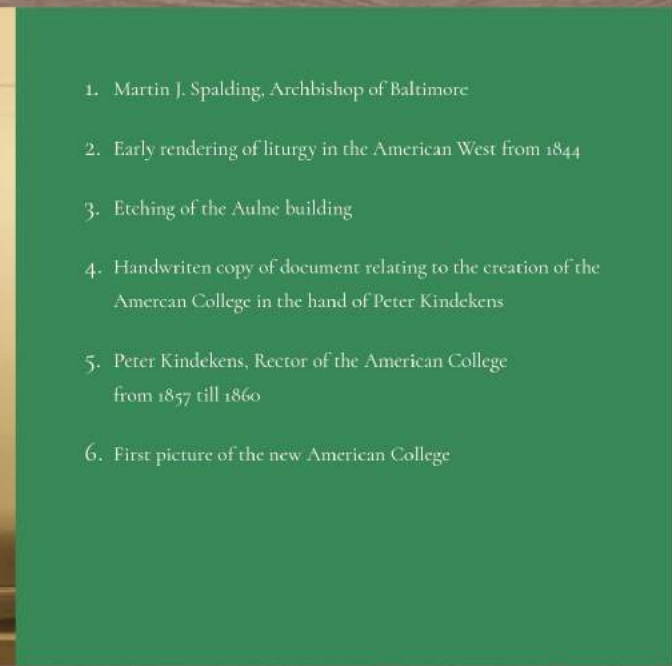 1. Martin J. Spalding, Archbishop of Baltimore
2. Early rendering of liturgy in the American West from 1844
3. Etching of the Aulne building
4. Handwriten copy of document relating to the creation of the
Amercan College in the hand of Peter Kindekens
5. Peter Kindekens, Rector of the American College
from 1857 till 1860
6. First picture of the new American College